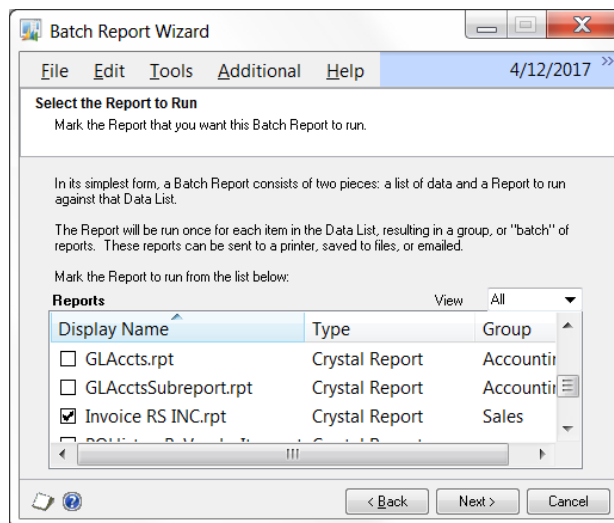 Batch Report Wizard
File Edit Tools Additional Help 4/12/2017 »
Select the Report to Run
Mark the Report that you want this Batch Report to run.
In its simplest form, a Batch Report consists of two pieces: a list of data and a Report to run
against that Data List.
The Report will be run once for each item in the Data List, resulting in a group, or "batch" of
reports. These reports can be sent to a printer, saved to files, or emailed.
Mark the Report to run from the list below:
Reports View All
Display Name Type Group
GLAccts.rpt Crystal Report Accountin
GLAcctsSubreport.rpt Crystal Report Accountin
Invoice RS INC.rpt Crystal Report Sales
< Back Next > Cancel